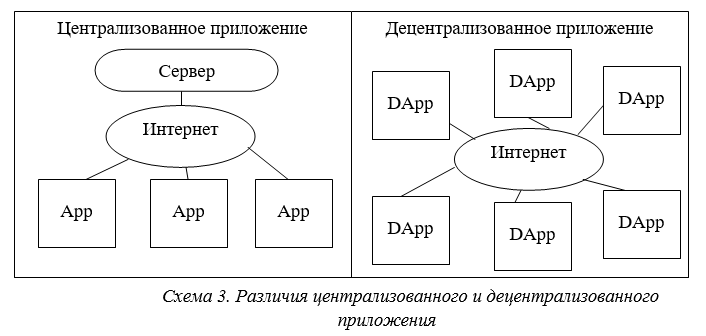 Централизованное приложение
Сервер
Интернет
App
App
App
Децентрализованное приложение
DApp
DApp
DApp
Интернет
DApp
DApp
DApp
Схема 3. Различия централизованного и децентрализованного
приложения